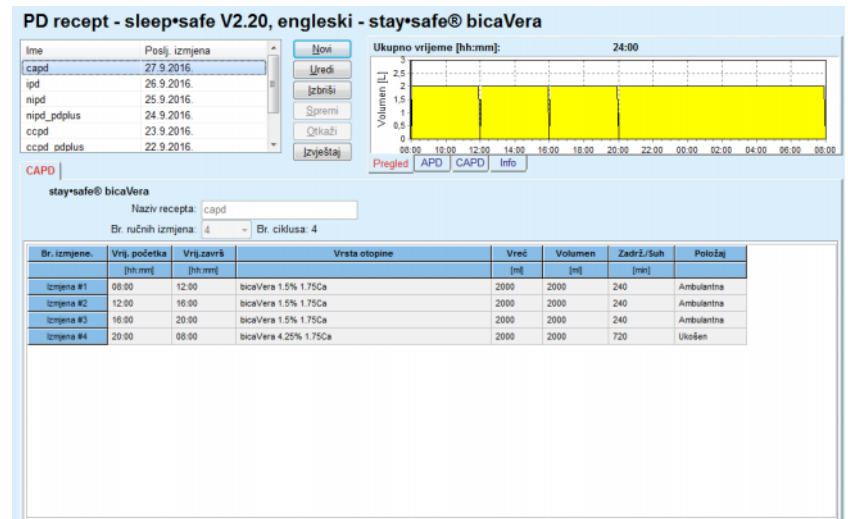 PD recept - sleep•safe V2.20, engleski - stay•safe® bicaVera
Ime Poslj. izmjena
capd 27.9.2016.
ipd 26.9.2016.
nipd 25.9.2016.
nipd_pdplus 24.9.2016.
ccpd 23.9.2016.
ccpd_pdplus 22.9.2016.
Novi
Uredi
Izbriši
Spremi
Otkaži
Izvještaj
Ukupno vrijeme [hh:mm]: 24:00
Volumen [L]
3
2,5
2
1,5
1
0,5
0
08:00 10:00 12:00 14:00 16:00 18:00 20:00 22:00 00:00 02:00 04:00 06:00 08:00
Pregled APD CAPD Info
CAPD
stay•safe® bicaVera
Naziv recepta: capd
Br. ručnih izmjena: 4 Br. ciklusa: 4
Br. izmjene. Vrij. početka Vrij.završ Vrsta otopine Vreć Volumen Zadrž./Suh Položaj
[hh:mm] [hh:mm] [ml] [ml] [min]
Izmjena #1 08:00 12:00 bicaVera 1.5% 1.75Ca 2000 2000 240 Ambulantna
Izmjena #2 12:00 16:00 bicaVera 1.5% 1.75Ca 2000 2000 240 Ambulantna
Izmjena #3 16:00 20:00 bicaVera 1.5% 1.75Ca 2000 2000 240 Ambulantna
Izmjena #4 20:00 08:00 bicaVera 4.25% 1.75Ca 2000 2000 720 Ukošen